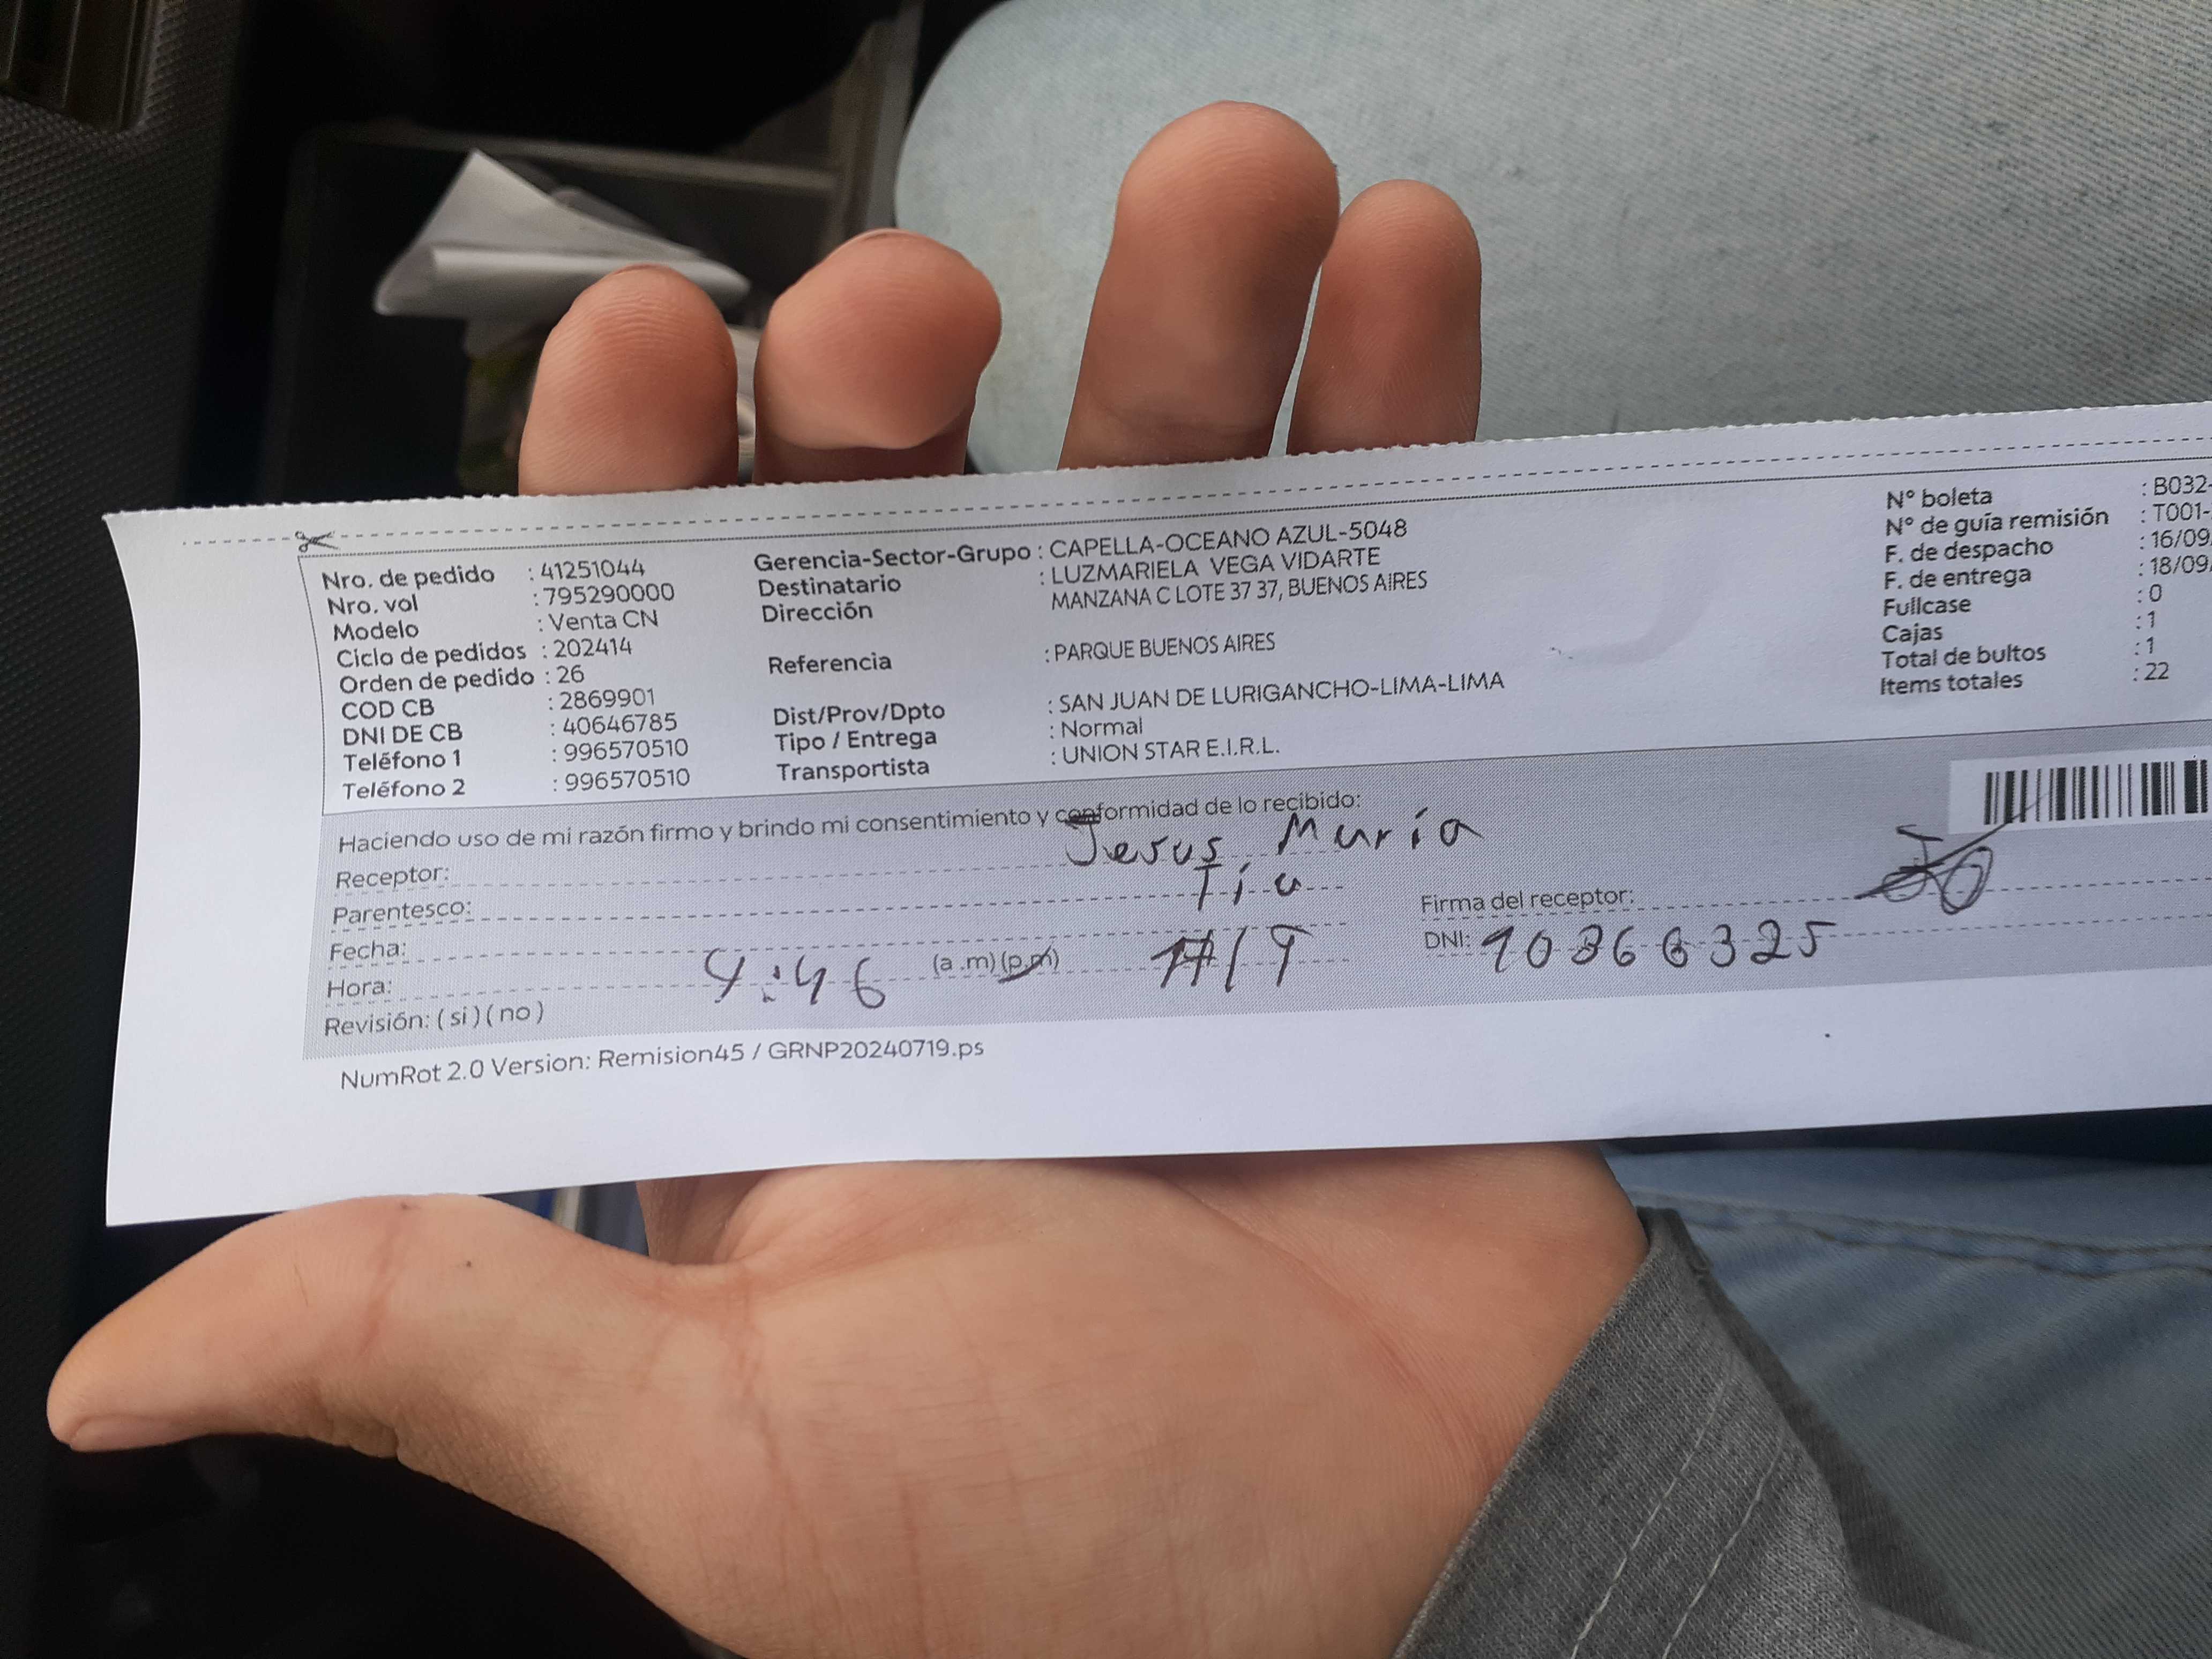 Nro. de pedido : 41251044
Nro. vol : 795290000
Modelo : Venta CN
Ciclo de pedidos : 202414
Orden de pedido : 26
COD CB : 2869901
DNI DE CB : 40646785
Teléfono 1 : 996570510
Teléfono 2 : 996570510
Gerencia-Sector-Grupo : CAPELLA-OCEANO AZUL-5048
Destinatario : LUZMARIELA VEGA VIDARTE
Dirección MANZANA C LOTE 37 37, BUENOS AIRES
Referencia : PARQUE BUENOS AIRES
Dist/Prov/Dpto : SAN JUAN DE LURIGANCHO-LIMA-LIMA
Tipo / Entrega : Normal
Transportista : UNION STAR E.I.R.L.
N° boleta : B032-
N° de guía remisión : T001-
F. de despacho : 16/09
F. de entrega : 18/09
Fullcase : 0
Cajas : 1
Total de bultos : 1
Items totales : 22
Haciendo uso de mi razón firmo y brindo mi consentimiento y conformidad de lo recibido:
Receptor: Jesus María
Parentesco: Tía
Fecha:
Hora: 4:46 (a.m) (p.m) 17/9
Revisión: ( si ) ( no )
Firma del receptor:
DNI:
NumRot 2.0 Version: Remision45 / GRNP20240719.ps